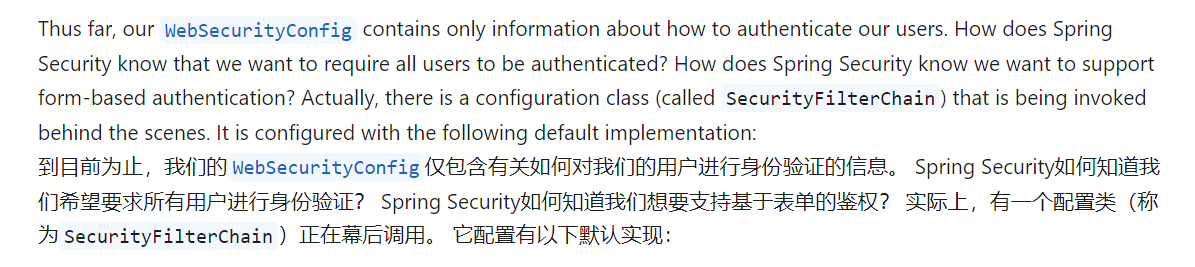 Thus far, our WebSecurityConfig contains only information about how to authenticate our users. How does Spring
Security know that we want to require all users to be authenticated? How does Spring Security know we want to support
form-based authentication? Actually, there is a configuration class (called SecurityFilterChain) that is being invoked
behind the scenes. It is configured with the following default implementation:
到目前为止，我们的 WebSecurityConfig 仅包含有关如何对我们的用户进行身份验证的信息。 Spring Security如何知道我
们希望要求所有用户进行身份验证？ Spring Security如何知道我们想要支持基于表单的鉴权？ 实际上，有一个配置类（称
为 SecurityFilterChain ）正在幕后调用。 它配置有以下默认实现：